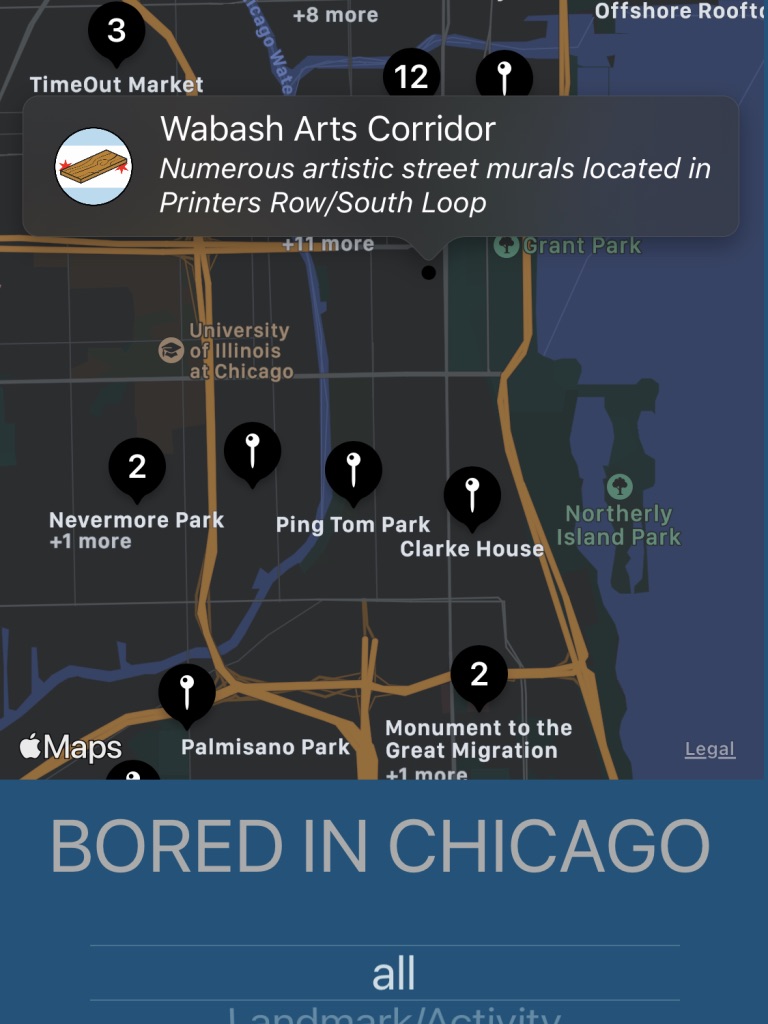 +8 more
Offshore Roofto
3
TimeOut Market
12
Wabash Arts Corridor
Numerous artistic street murals located in
Printers Row/South Loop
+11 more
Grant Park
University
of Illinois
at Chicago
2
Nevermore Park
+1 more
Ping Tom Park
Clarke House
Northerly
Island Park
2
Palmisano Park
Monument to the
Great Migration
+1 more
Maps
Legal
BORED IN CHICAGO
all
Landmark/Activity